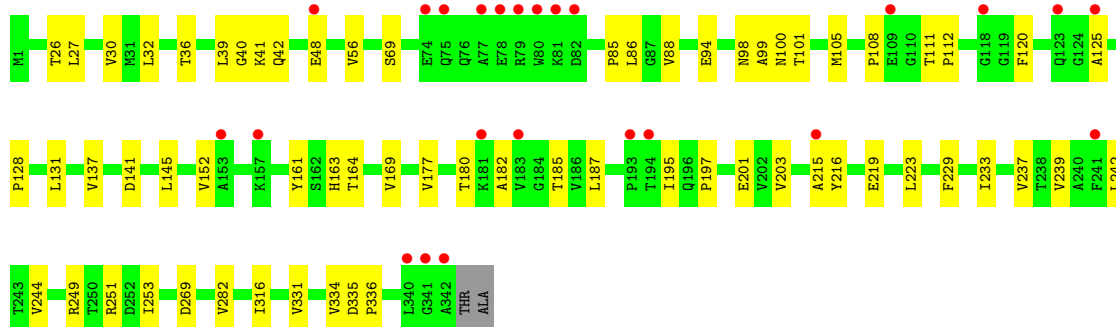 M1 T26 L27 V30 M31 L32 T36 L39 G40 K41 Q42 E48 V56 S69 E74 Q75 Q76 A77 E78 R79 W80 K81 D82 P85 L86 G87 V88 E94 N98 A99 N100 T101 M105 P108 E109 G110 T111 P112 G118 G119 F120 Q123 G124 A125
P128 L131 V137 D141 L145 V152 A153 K157 Y161 S162 H163 T164 V169 V177 T180 K181 A182 V183 G184 T185 V186 L187 P193 T194 I195 Q196 P197 E201 V202 V203 A215 Y216 E219 L223 F229 I233 V237 T238 V239 A240 F241 L242
T243 V244 R249 T250 R251 D252 I253 D269 V282 I316 V331 V334 D335 P336 L340 G341 A342 THR ALA